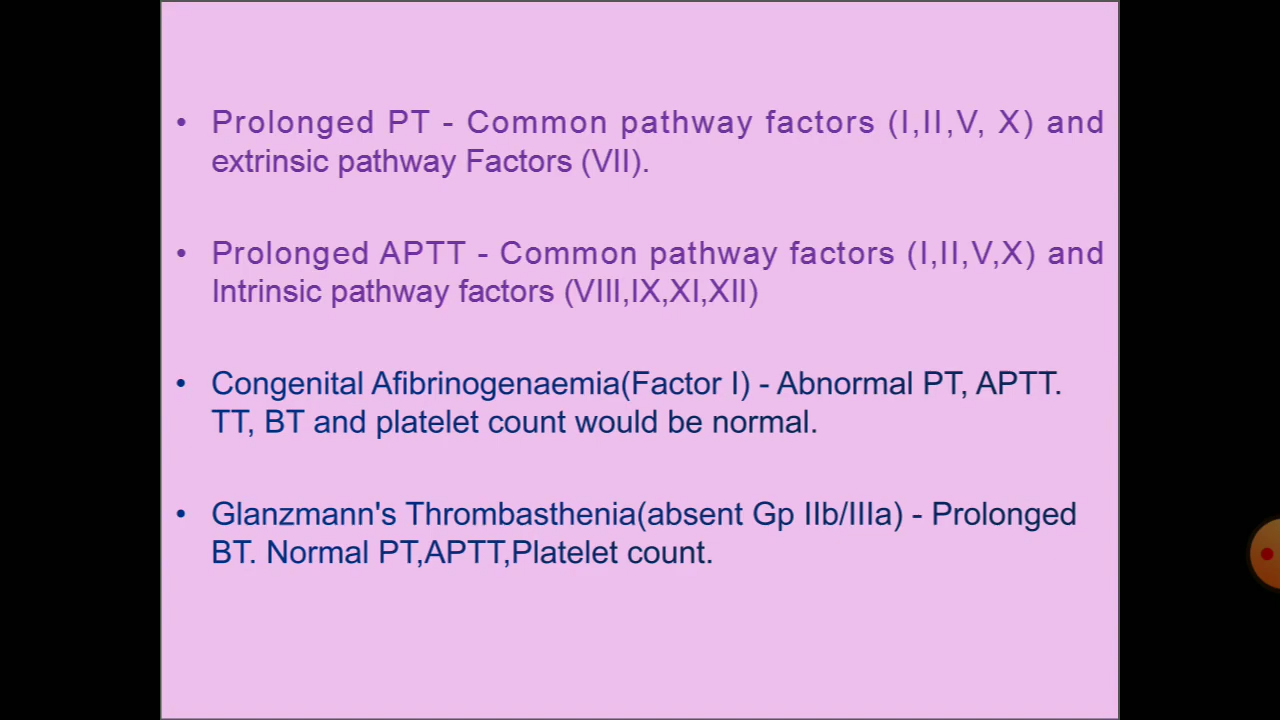 • Prolonged PT - Common pathway factors (I,II,V, X) and
extrinsic pathway Factors (VII).
• Prolonged APTT - Common pathway factors (I,II,V,X) and
Intrinsic pathway factors (VIII,IX,XI,XII)
• Congenital Afibrinogenaemia(Factor I) - Abnormal PT, APTT.
TT, BT and platelet count would be normal.
• Glanzmann's Thrombasthenia(absent Gp IIb/IIIa) - Prolonged
BT. Normal PT,APTT,Platelet count.